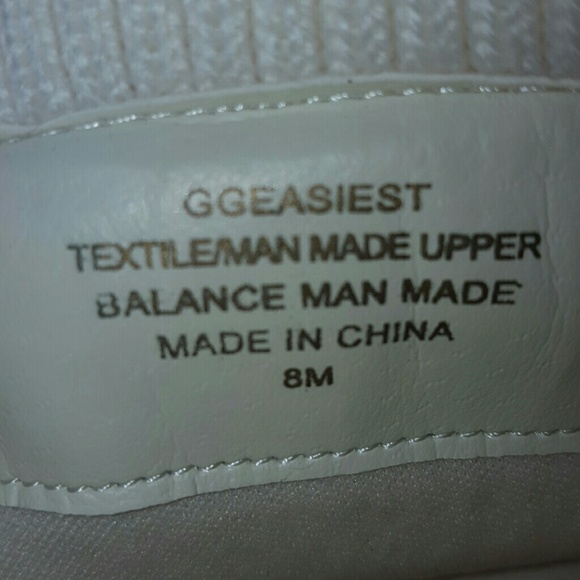 GGEASIEST
TEXTILE/MAN MADE UPPER
BALANCE MAN MADE
MADE IN CHINA
8M